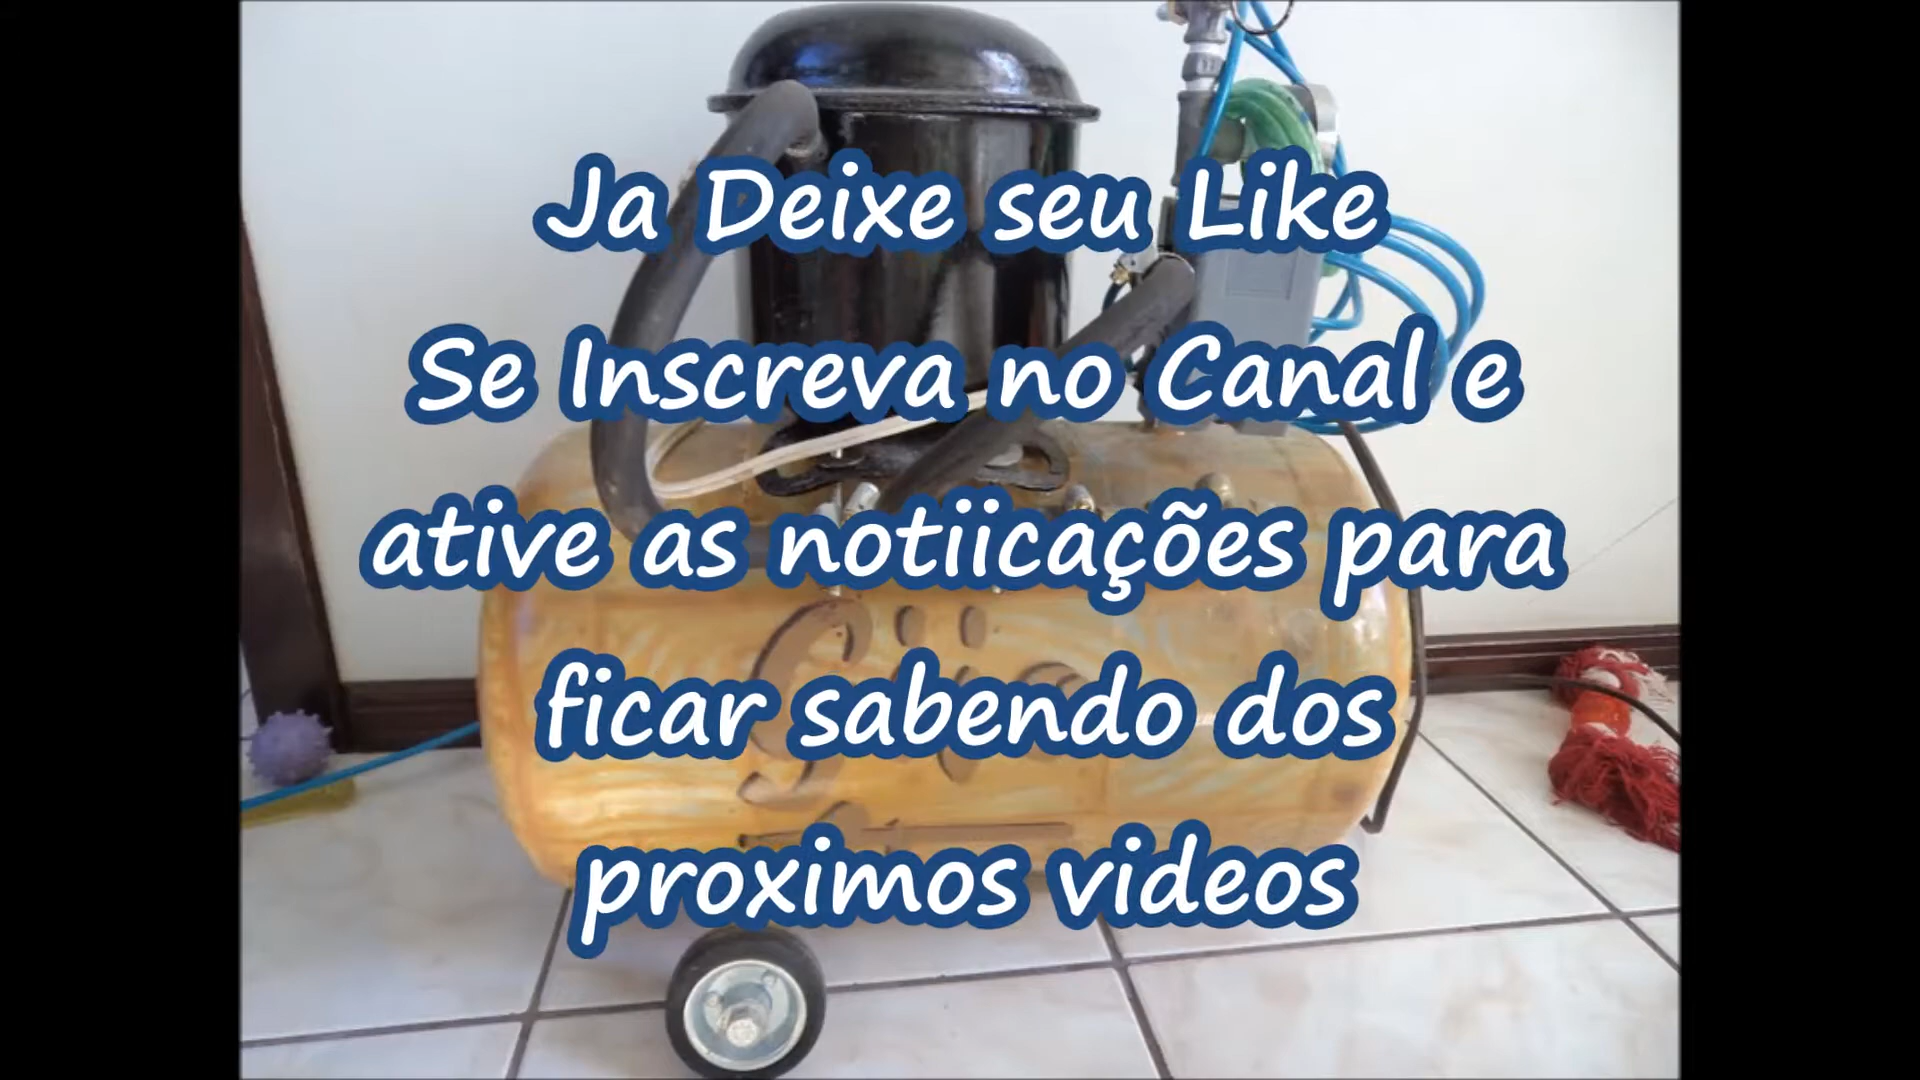 Ja Deixe seu Like
Se Inscreva no Canal e
ative as notiicações para
ficar sabendo dos
proximos videos